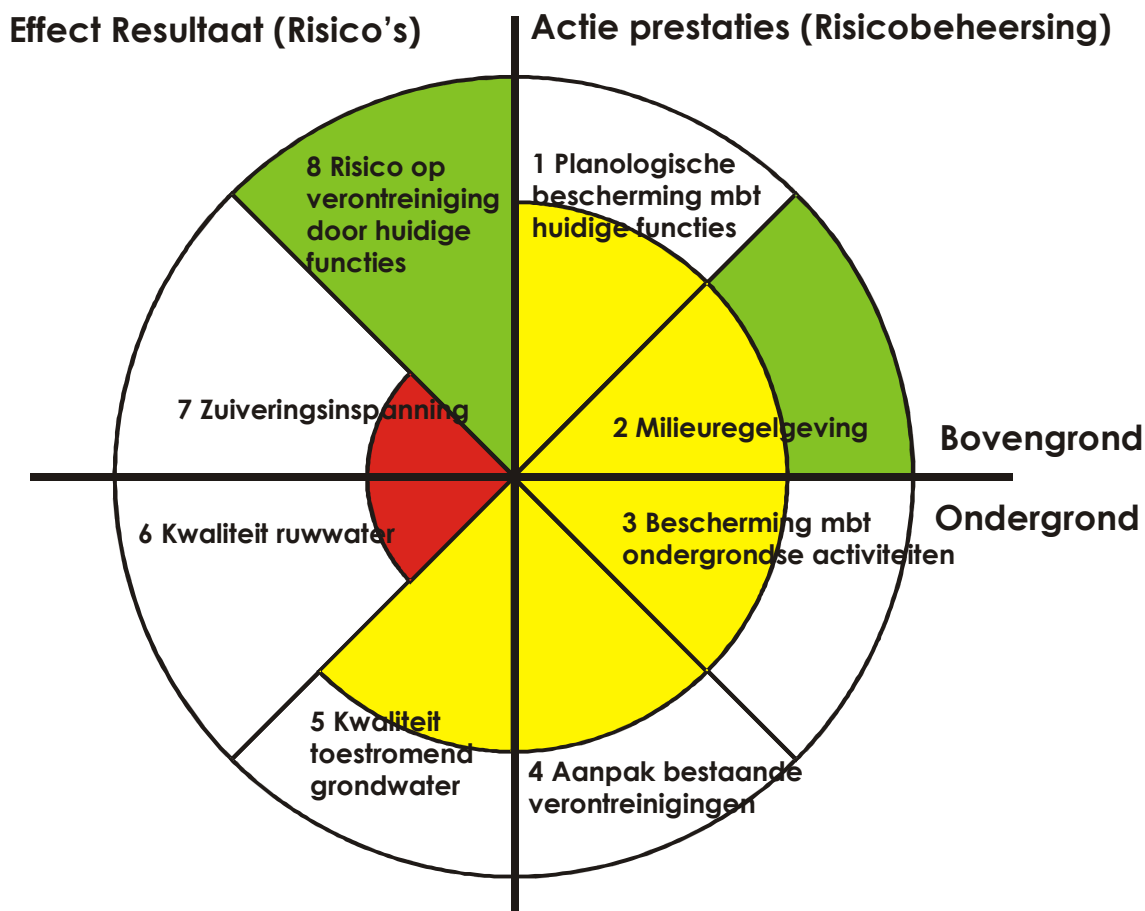 Effect Resultaat (Risico's)
Actie prestaties (Risicobeheersing)
8 Risico op
verontreiniging
door huidige
functies
1 Planologische
bescherming mbt
huidige functies
7 Zuiveringsinspanning
2 Milieuregelgeving
Bovengrond
Ondergrond
6 Kwaliteit ruwwater
3 Bescherming mbt
ondergrondse activiteiten
5 Kwaliteit
toestromend
grondwater
4 Aanpak bestaande
verontreinigingen